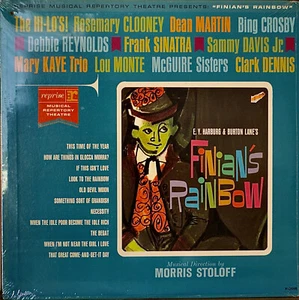 REPRISE MUSICAL REPERTORY THEATRE PRESENTS: "FINIAN'S RAINBOW"
The HI-LO'S! Rosemary CLOONEY Dean MARTIN Bing CROSBY
Debbie REYNOLDS Frank SINATRA Sammy DAVIS Jr.
Mary KAYE Trio Lou MONTE McGUIRE Sisters Clark DENNIS
reprise
MUSICAL
REPERTORY
THEATRE
THIS TIME OF THE YEAR
HOW ARE THINGS IN GLOCCA MORRA?
IF THIS ISN'T LOVE
LOOK TO THE RAINBOW
OLD DEVIL MOON
SOMETHING SORT OF GRANDISH
NECESSITY
WHEN THE IDLE POOR BECOME THE IDLE RICH
THE BEGAT
WHEN I'M NOT NEAR THE GIRL I LOVE
THAT GREAT COME-AND-GET-IT DAY
E. Y. HARBURG & BURTON LANE'S
FINIAN'S
RAINBOW
Musical Direction by
MORRIS STOLOFF